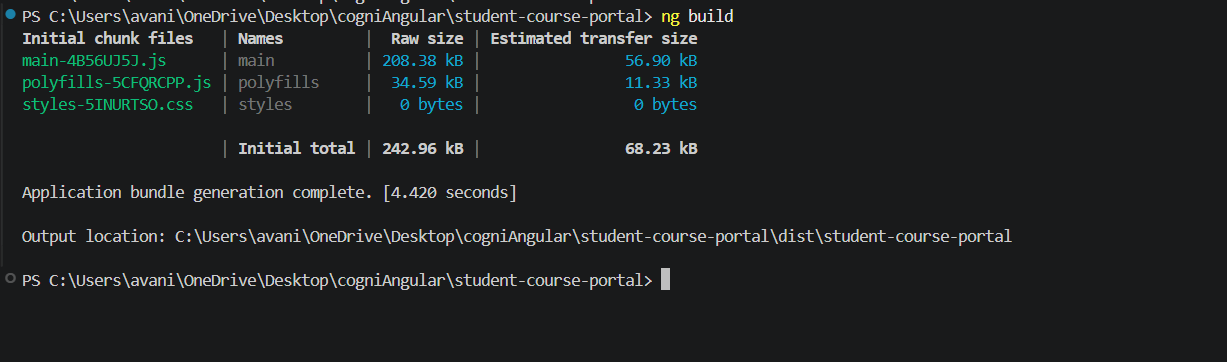 PS C:\Users\avani\OneDrive\Desktop\cogniAngular\student-course-portal> ng build
Initial chunk files | Names | Raw size | Estimated transfer size
main-4B56UJ5J.js | main | 208.38 kB | 56.90 kB
polyfills-5CFQRCPP.js | polyfills | 34.59 kB | 11.33 kB
styles-5INURTSO.css | styles | 0 bytes | 0 bytes
| Initial total | 242.96 kB | 68.23 kB
Application bundle generation complete. [4.420 seconds]
Output location: C:\Users\avani\OneDrive\Desktop\cogniAngular\student-course-portal\dist\student-course-portal
PS C:\Users\avani\OneDrive\Desktop\cogniAngular\student-course-portal>